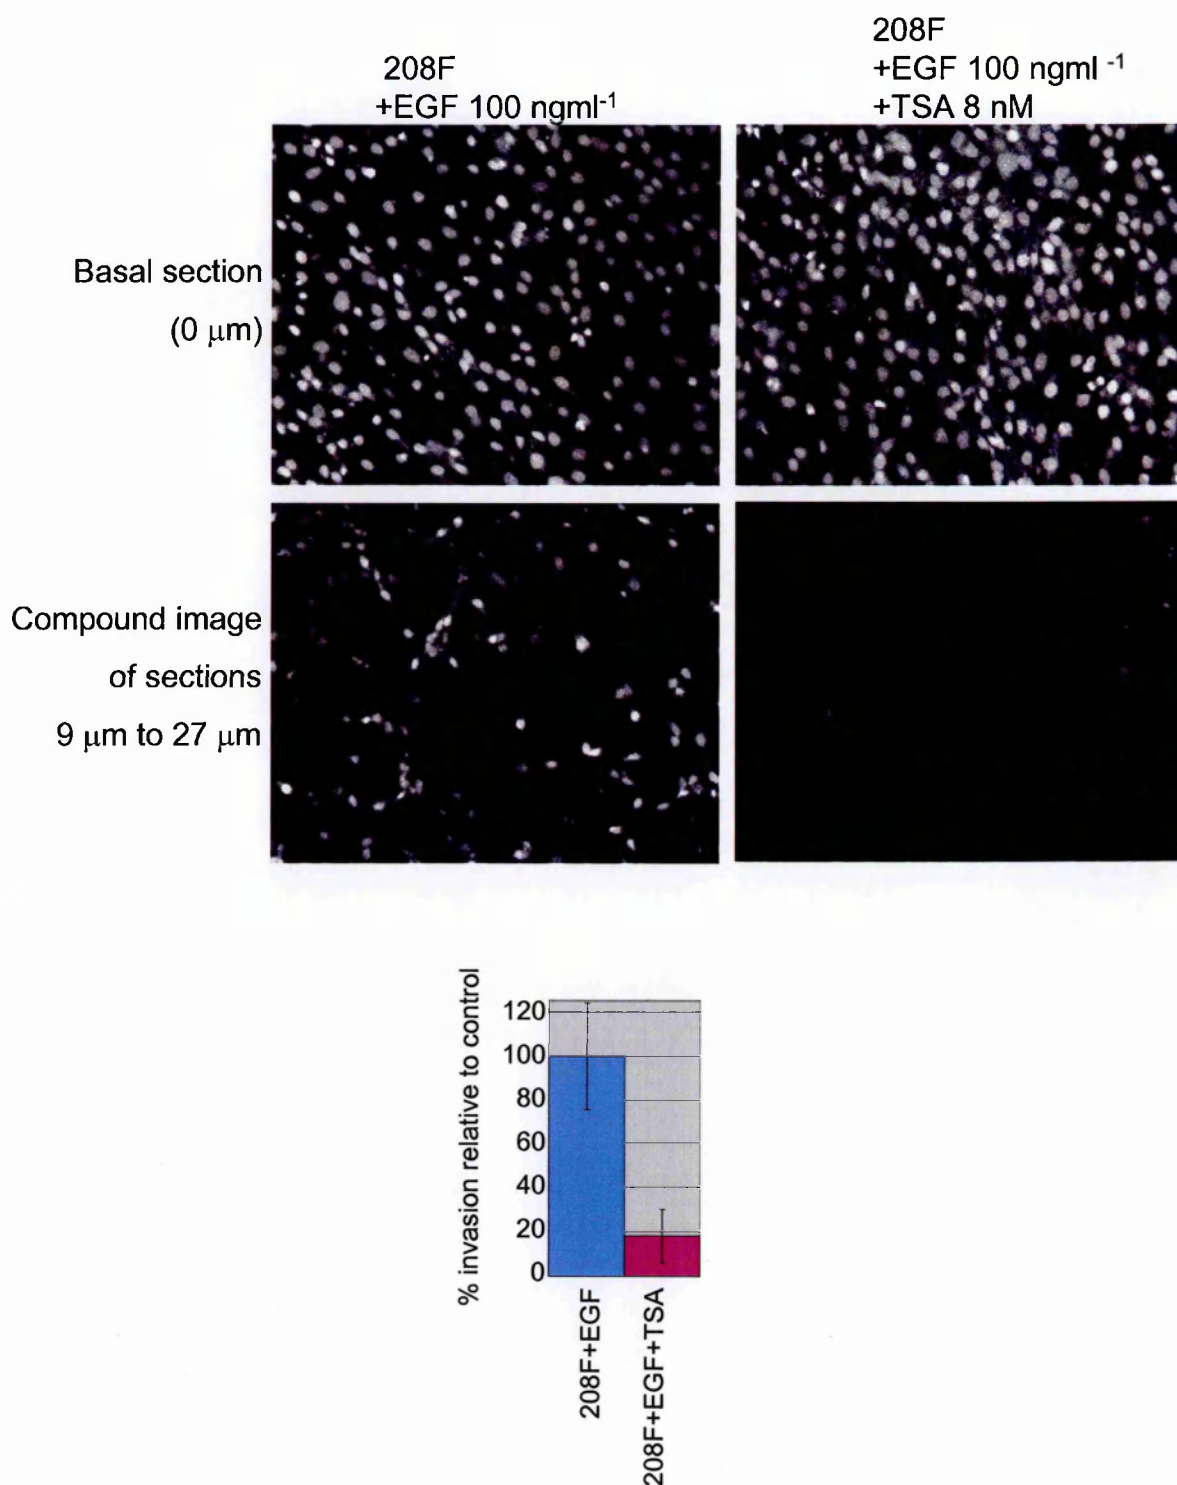 208F
+EGF 100 ngml⁻¹
208F
+EGF 100 ngml ⁻¹
+TSA 8 nM
Basal section
(0 μm)
Compound image
of sections
9 μm to 27 μm
% invasion relative to control
120
100
80
60
40
20
0
208F+EGF
208F+EGF+TSA